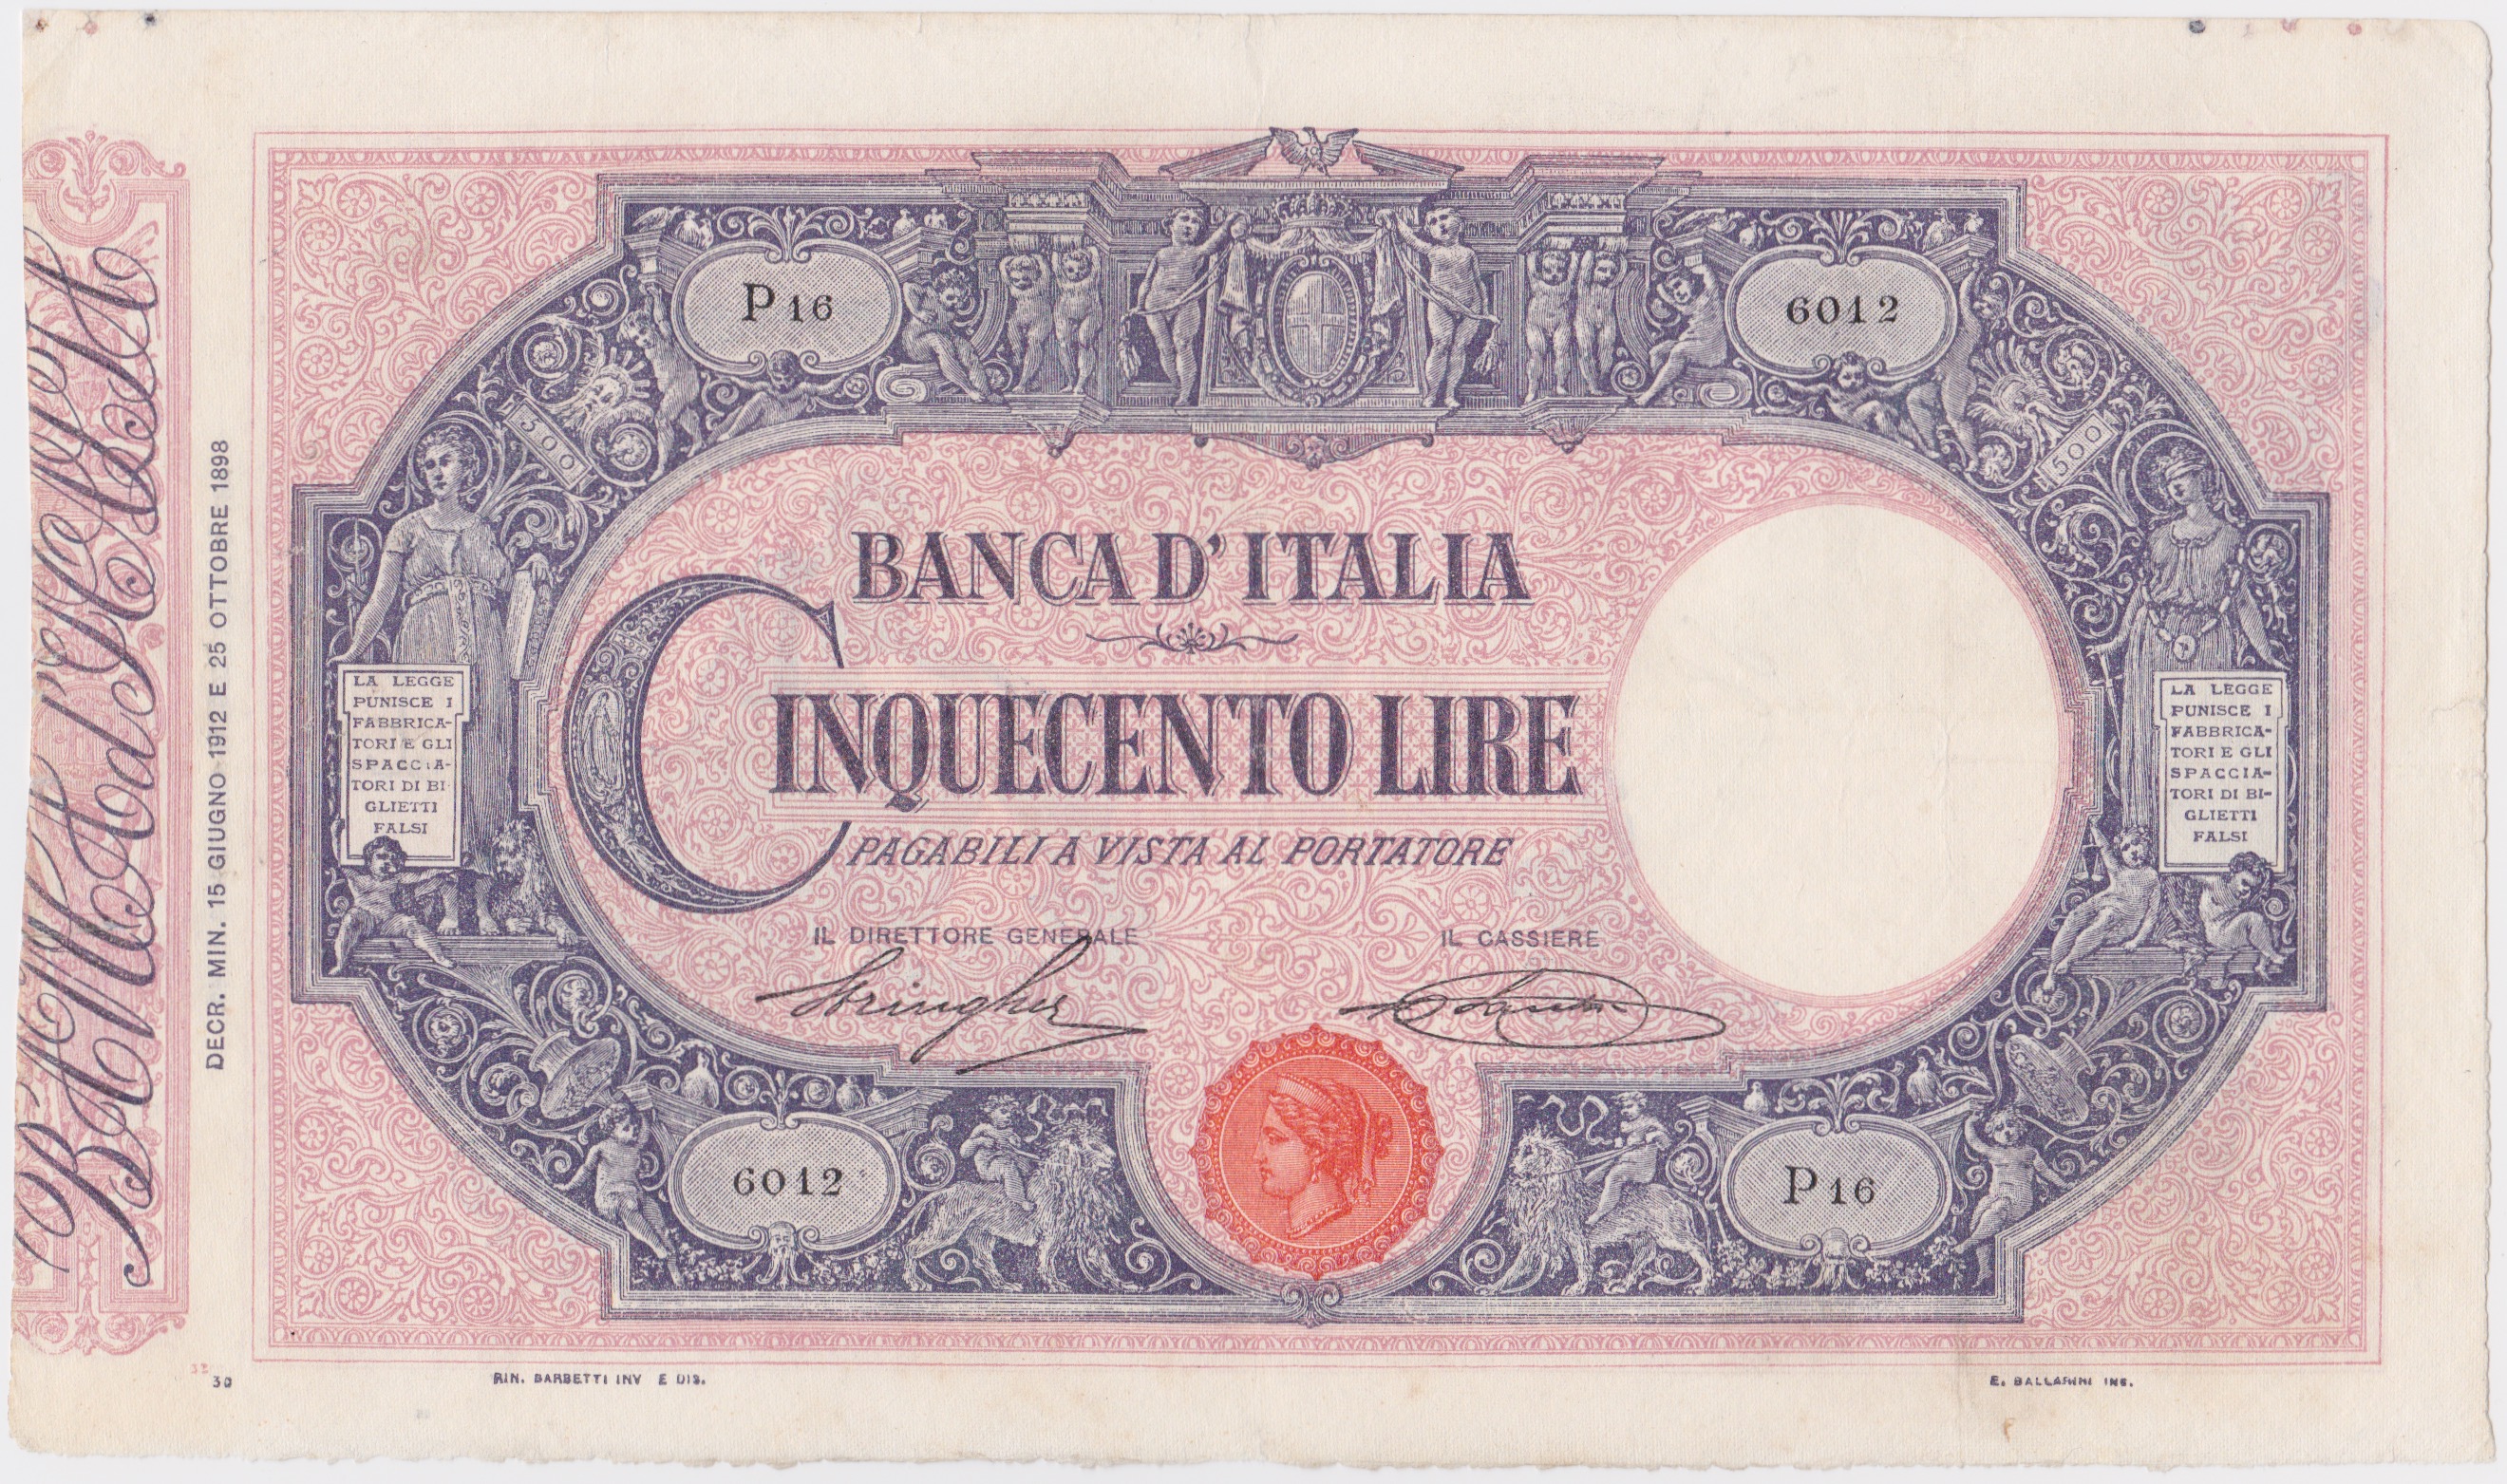 P 16
6012
500
500
BANCA D'ITALIA
CINQUECENTO LIRE
PAGABILI A VISTA AL PORTATORE
IL DIRETTORE GENERALE
IL CASSIERE
Stringher
LA LEGGE
PUNISCE I
FABBRICA-
TORI E GLI
SPACCIA-
TORI DI BI-
GLIETTI
FALSI
LA LEGGE
PUNISCE I
FABBRICA-
TORI E GLI
SPACCIA-
TORI DI BI-
GLIETTI
FALSI
6012
P 16
DECR. MIN. 15 GIUGNO 1912 E 25 OTTOBRE 1898
32
30
RIN. BARBETTI INV E DIS.
E. BALLARINI INC.